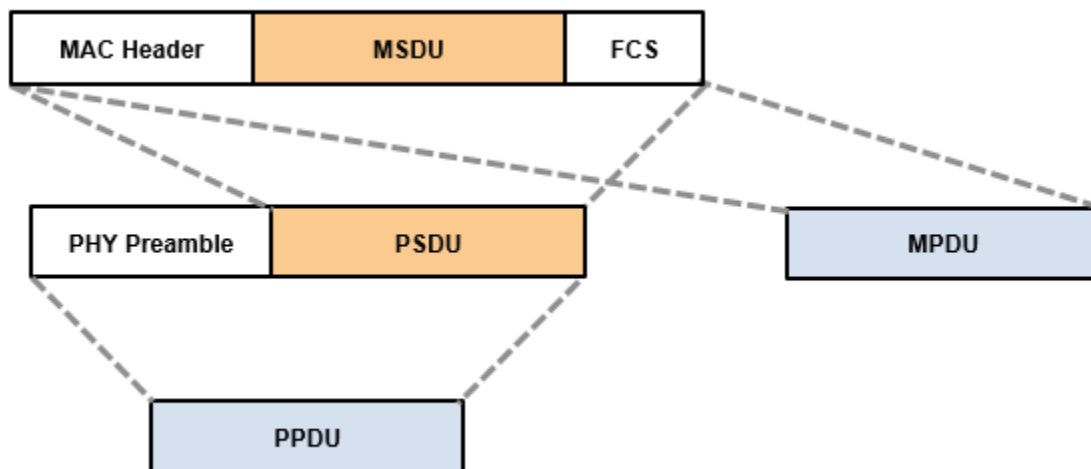 MAC Header
MSDU
FCS
PHY Preamble
PSDU
MPDU
PPDU